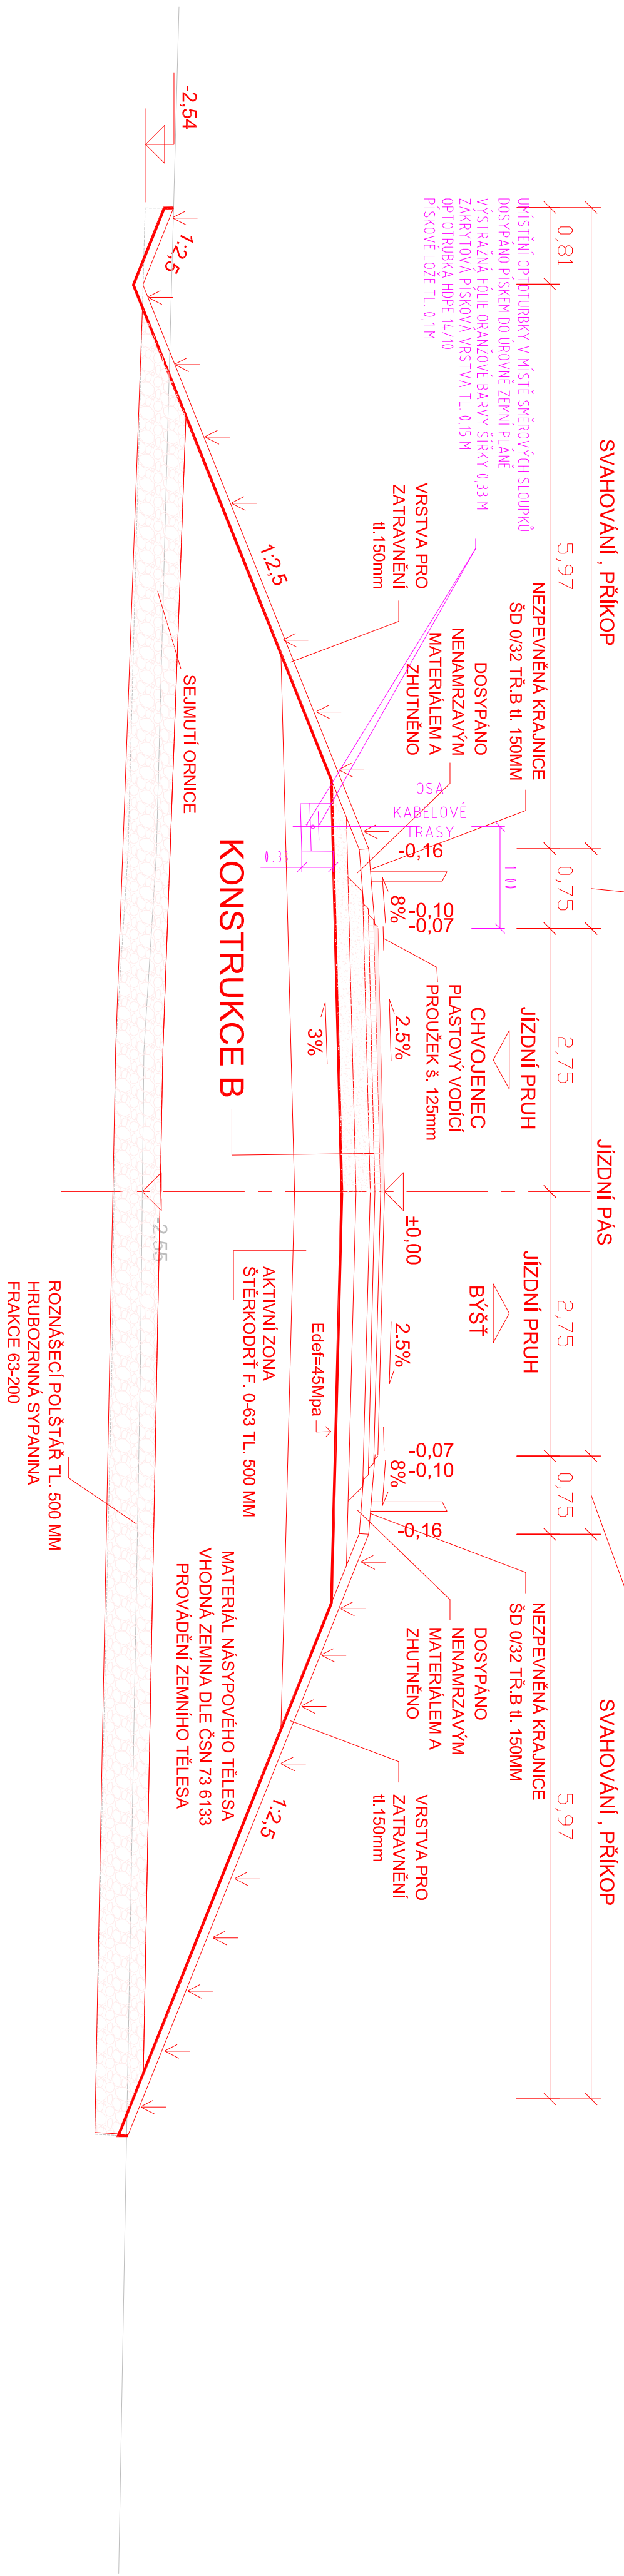 SVAHOVÁNÍ , PŘÍKOP
JÍZDNÍ PÁS
SVAHOVÁNÍ , PŘÍKOP
0,81
5,97
0,75
2,75
2,75
0,75
5,97
JÍZDNÍ PRUH
JÍZDNÍ PRUH
CHVOJENEC
BÝŠŤ
UMÍSTĚNÍ OPTOTURBKY V MÍSTĚ SMĚROVÝCH SLOUPKŮ
DOSYPÁNO PÍSKEM DO ÚROVNĚ ZEMNÍ PLÁNĚ
VÝSTRAŽNÁ FÓLIE ORANŽOVÉ BARVY ŠÍŘKY 0,33 M
ZÁKRYTOVÁ PÍSKOVÁ VRSTVA TL. 0,15 M
OPTOTRUBKA HDPE 14/10
PÍSKOVÉ LOŽE TL. 0,1M
NEZPEVNĚNÁ KRAJNICE
ŠD 0/32 TŘ.B tl. 150MM
DOSYPÁNO
NENAMRZAVÝM
MATERIÁLEM A
ZHUTNĚNO
VRSTVA PRO
ZATRAVNĚNÍ
tl.150mm
OSA
KABELOVÉ
TRASY
1.00
0.33
-0,16
8%
-0,10
-0,07
PLASTOVÝ VODÍCÍ
PROUŽEK š. 125mm
2.5%
3%
±0,00
2.5%
-0,07
-0,10
8%
-0,16
NEZPEVNĚNÁ KRAJNICE
ŠD 0/32 TŘ.B tl. 150MM
DOSYPÁNO
NENAMRZAVÝM
MATERIÁLEM A
ZHUTNĚNO
VRSTVA PRO
ZATRAVNĚNÍ
tl.150mm
-2,54
1:2,5
1:2,5
1:2,5
SEJMUTÍ ORNICE
KONSTRUKCE B
Edef=45Mpa
AKTIVNÍ ZONA
ŠTĚRKODRŤ F. 0-63 TL. 500 MM
-2,55
MATERIÁL NÁSYPOVÉHO TĚLESA
VHODNÁ ZEMINA DLE ČSN 73 6133
PROVÁDĚNÍ ZEMNÍHO TĚLESA
ROZNÁŠECÍ POLŠTÁŘ TL. 500 MM
HRUBOZRNNÁ SYPANINA
FRAKCE 63-200